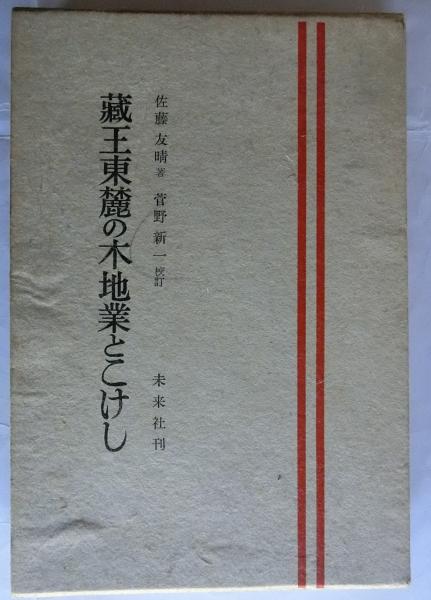 佐藤友晴著 菅野新一校訂 未来社刊
藏王東麓の木地業とこけし